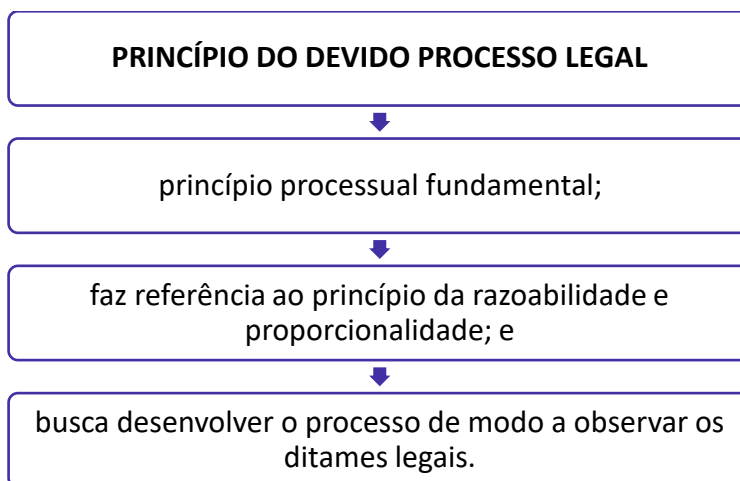 PRINCÍPIO DO DEVIDO PROCESSO LEGAL
princípio processual fundamental;
faz referência ao princípio da razoabilidade e
proporcionalidade; e
busca desenvolver o processo de modo a observar os
ditames legais.